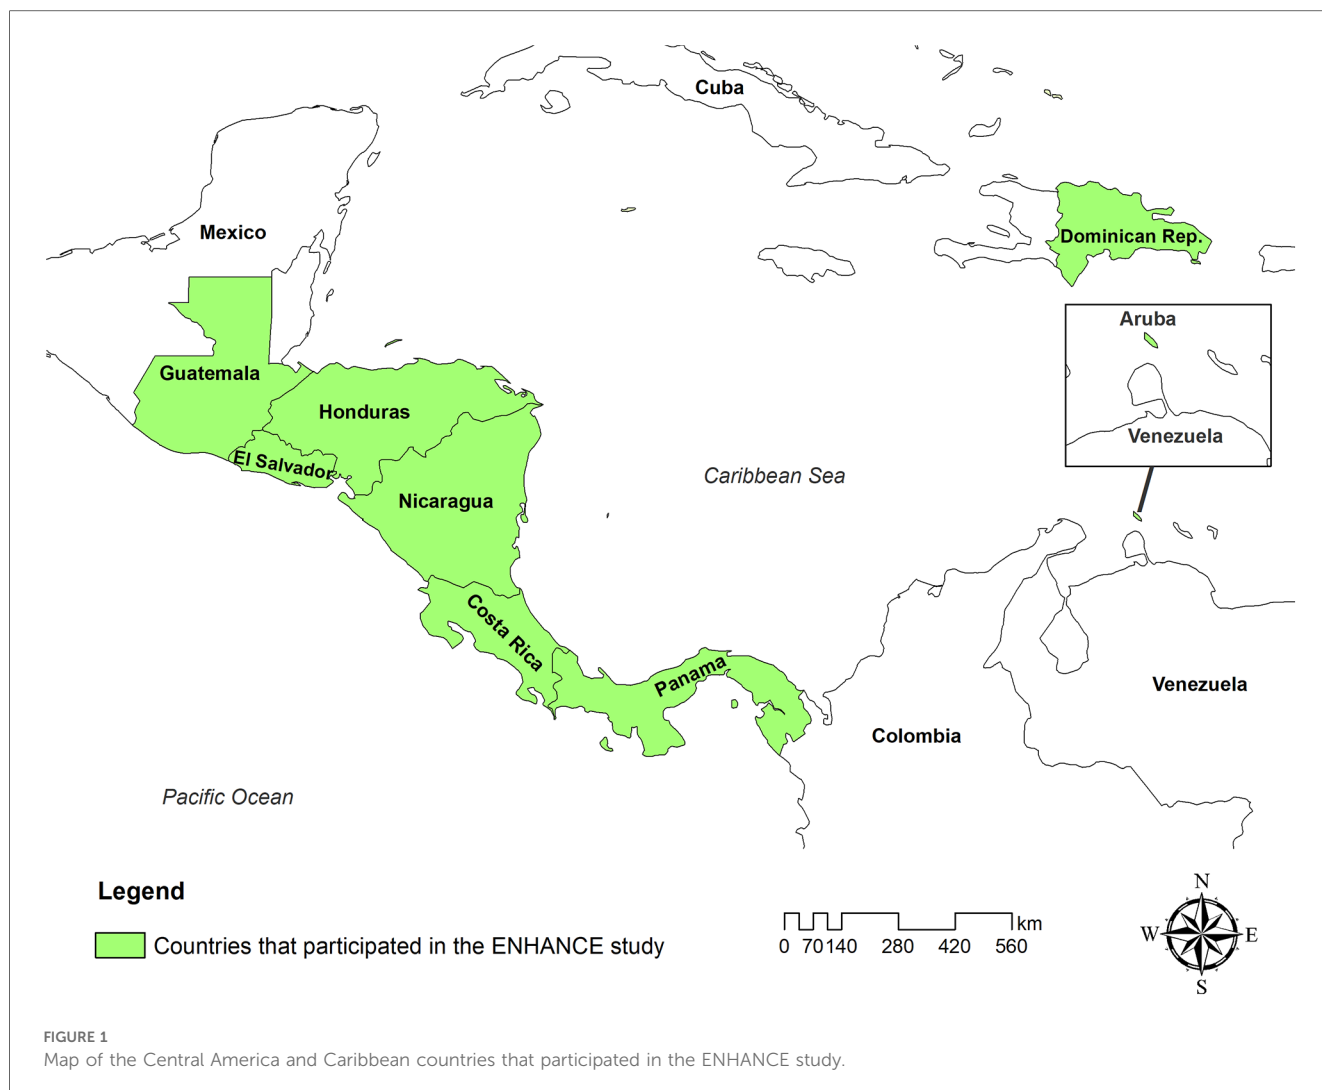 Cuba
Mexico
Dominican Rep.
Aruba
Venezuela
Guatemala
Honduras
El Salvador
Nicaragua
Caribbean Sea
Costa Rica
Panama
Venezuela
Colombia
Pacific Ocean
Legend
Countries that participated in the ENHANCE study
km
0 70 140 280 420 560
N
W E
S
FIGURE 1
Map of the Central America and Caribbean countries that participated in the ENHANCE study.